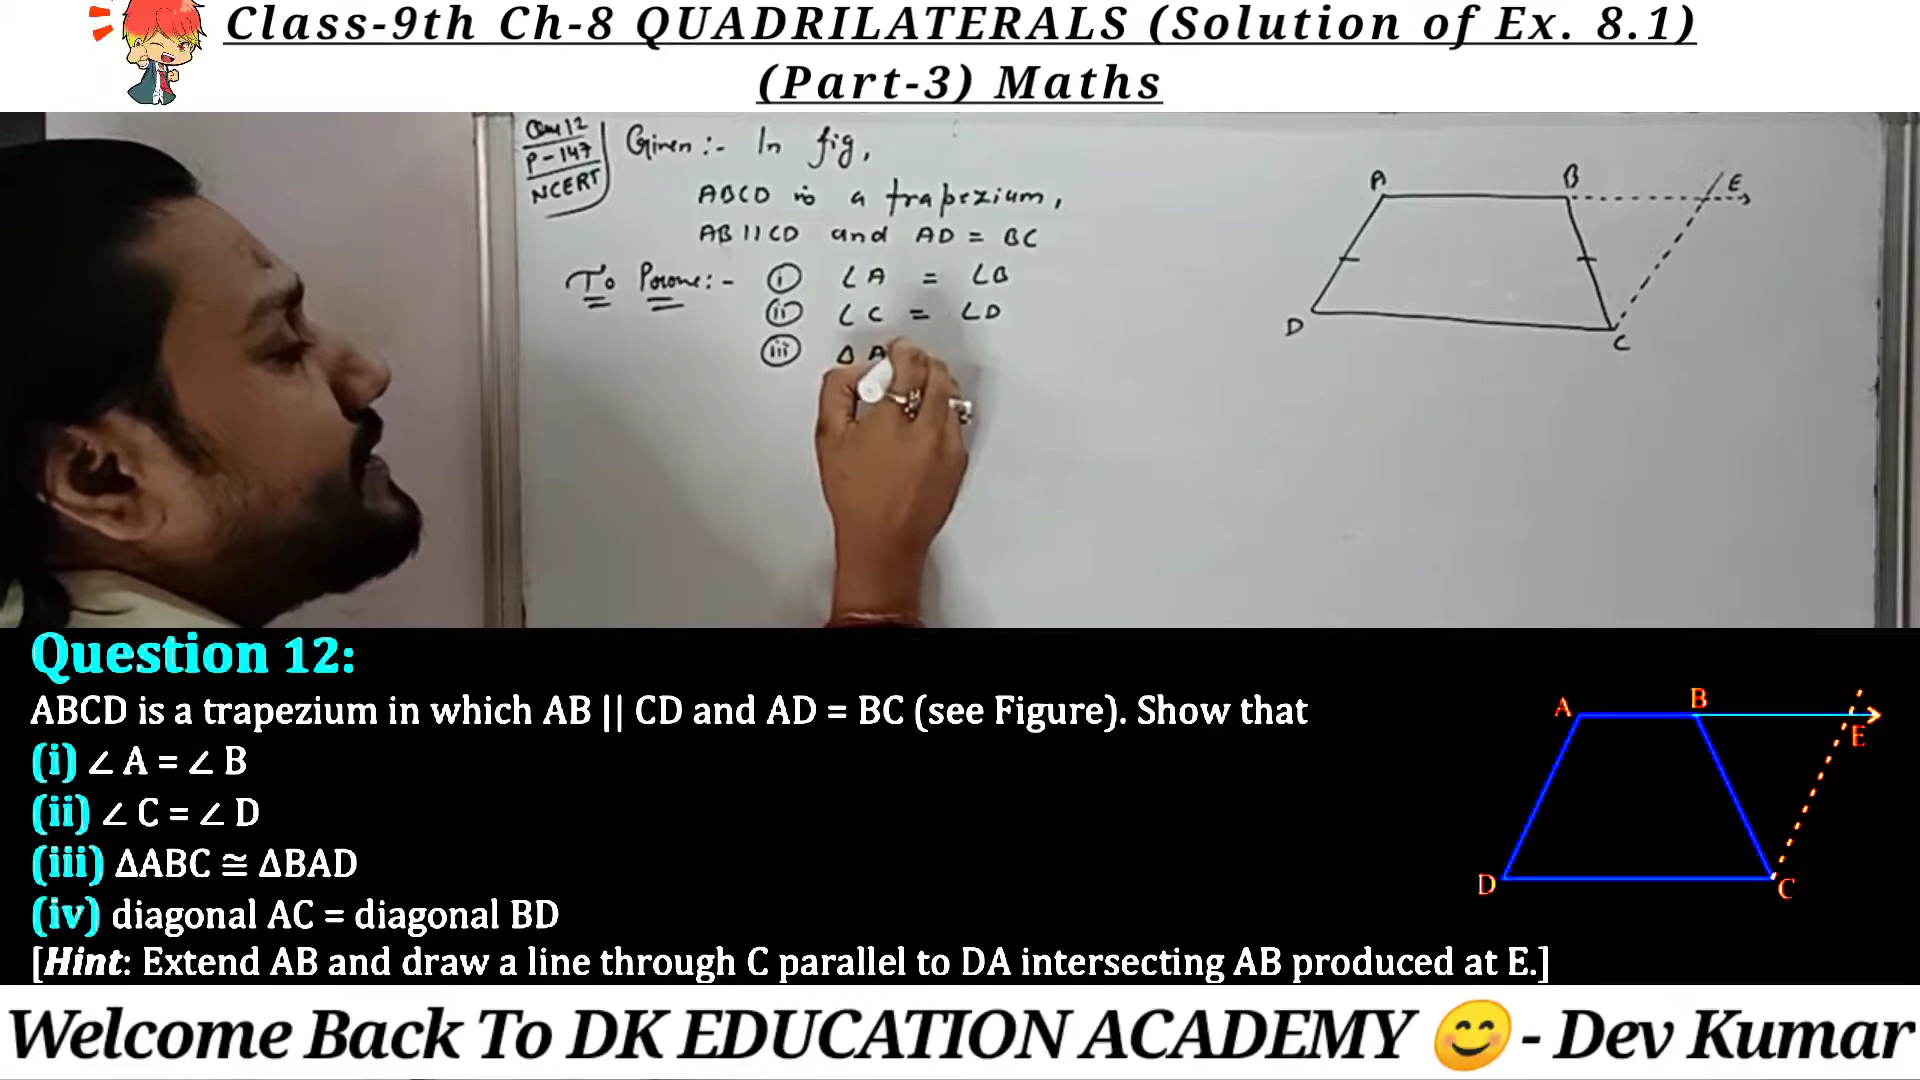 Class-9th Ch-8 QUADRILATERALS (Solution of Ex. 8.1)
(Part-3) Maths
Qus 12
P-147
NCERT
Given:- In fig,
ABCD is a trapezium,
AB || CD and AD = BC
To Prove:- (i) ∠A = ∠B
(ii) ∠C = ∠D
(iii) Δ A
A B E
D C
Question 12:
ABCD is a trapezium in which AB || CD and AD = BC (see Figure). Show that
(i) ∠ A = ∠ B
(ii) ∠ C = ∠ D
(iii) ΔABC ≅ ΔBAD
(iv) diagonal AC = diagonal BD
[Hint: Extend AB and draw a line through C parallel to DA intersecting AB produced at E.]
A B
E
D C
Welcome Back To DK EDUCATION ACADEMY 😊 - Dev Kumar